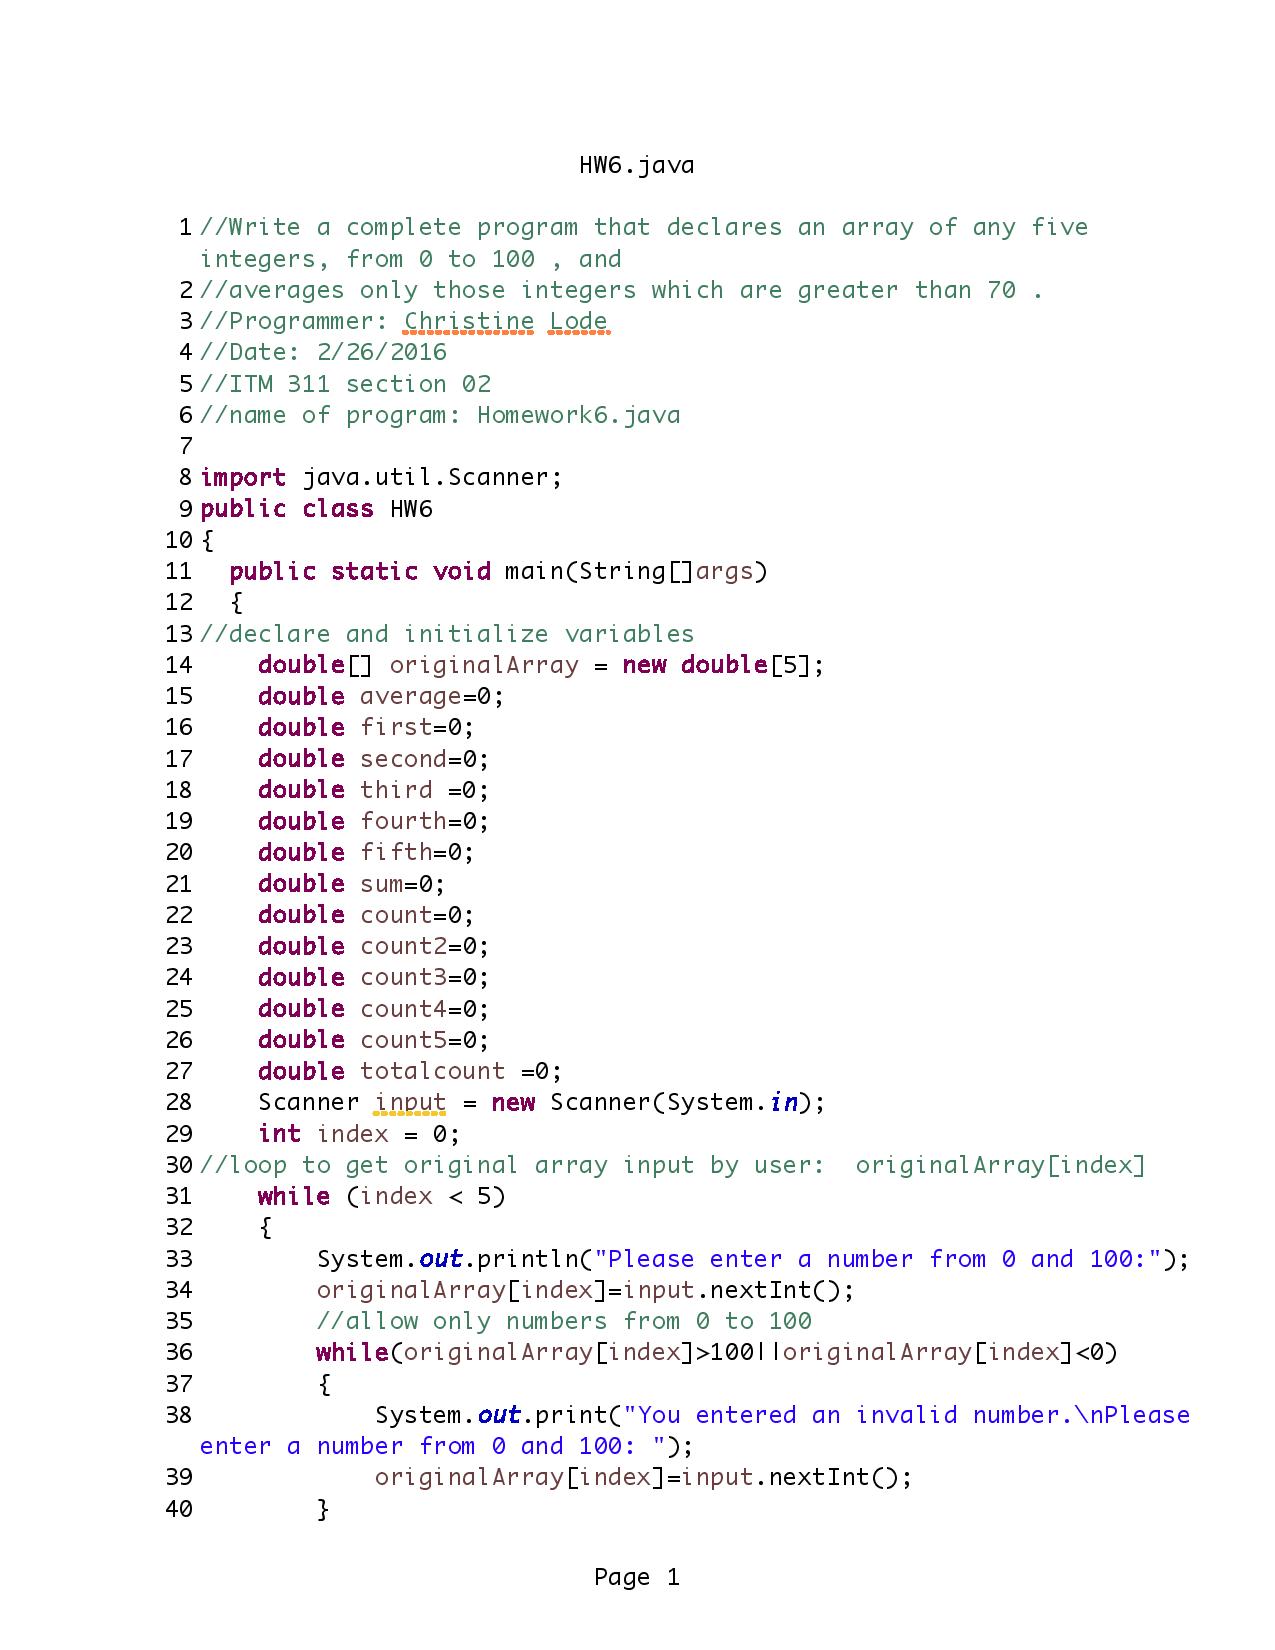 HW6.java
1 //Write a complete program that declares an array of any five
integers, from 0 to 100 , and
2 //averages only those integers which are greater than 70 .
3 //Programmer: Christine Lode
4 //Date: 2/26/2016
5 //ITM 311 section 02
6 //name of program: Homework6.java
7
8 import java.util.Scanner;
9 public class HW6
10 {
11   public static void main(String[]args)
12   {
13 //declare and initialize variables
14     double[] originalArray = new double[5];
15     double average=0;
16     double first=0;
17     double second=0;
18     double third =0;
19     double fourth=0;
20     double fifth=0;
21     double sum=0;
22     double count=0;
23     double count2=0;
24     double count3=0;
25     double count4=0;
26     double count5=0;
27     double totalcount =0;
28     Scanner input = new Scanner(System.in);
29     int index = 0;
30 //loop to get original array input by user:  originalArray[index]
31     while (index < 5)
32     {
33         System.out.println("Please enter a number from 0 and 100:");
34         originalArray[index]=input.nextInt();
35         //allow only numbers from 0 to 100
36         while(originalArray[index]>100||originalArray[index]<0)
37         {
38             System.out.print("You entered an invalid number.\nPlease
enter a number from 0 and 100: ");
39             originalArray[index]=input.nextInt();
40         }
Page 1